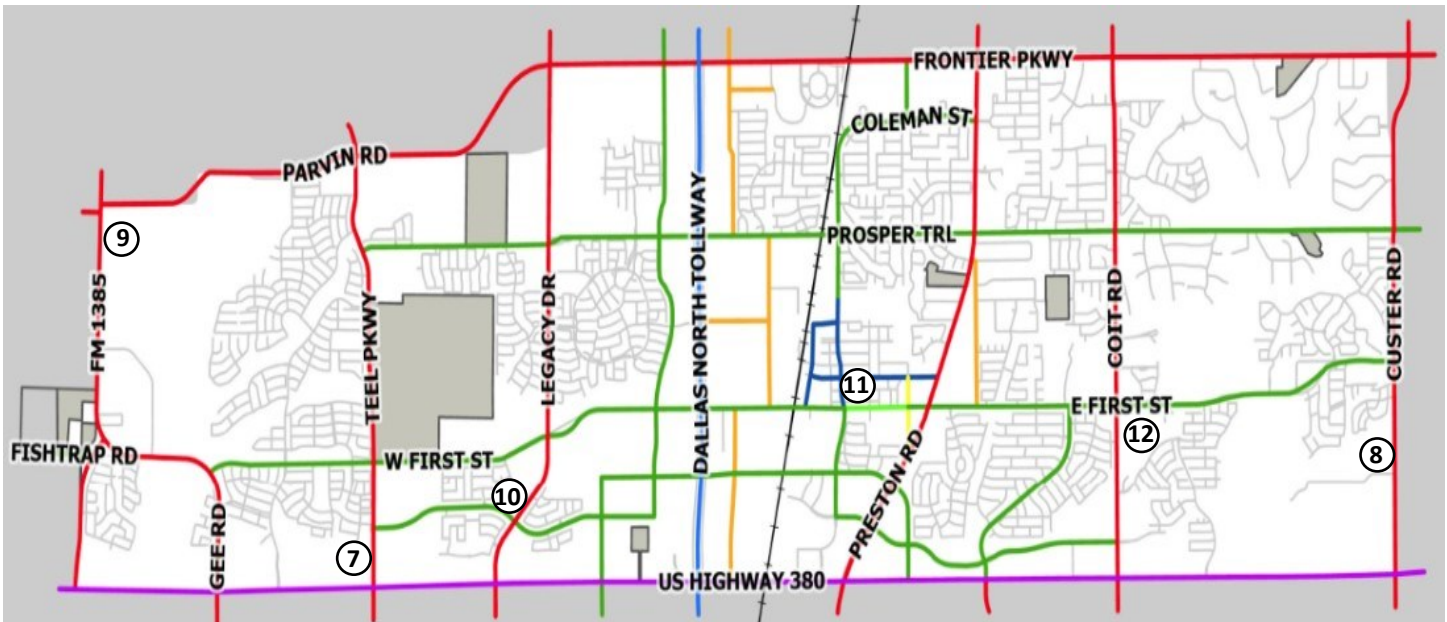 FRONTIER PKWY
COLEMAN ST
PARVIN RD
DALLAS NORTH TOLLWAY
PROSPER TRL
9
FM 1385
TEEL PKWY
LEGACY DR
COIT RD
CUSTER RD
11
E FIRST ST
12
FISHTRAP RD
W FIRST ST
8
10
PRESTON RD
GEE RD
7
US HIGHWAY 380